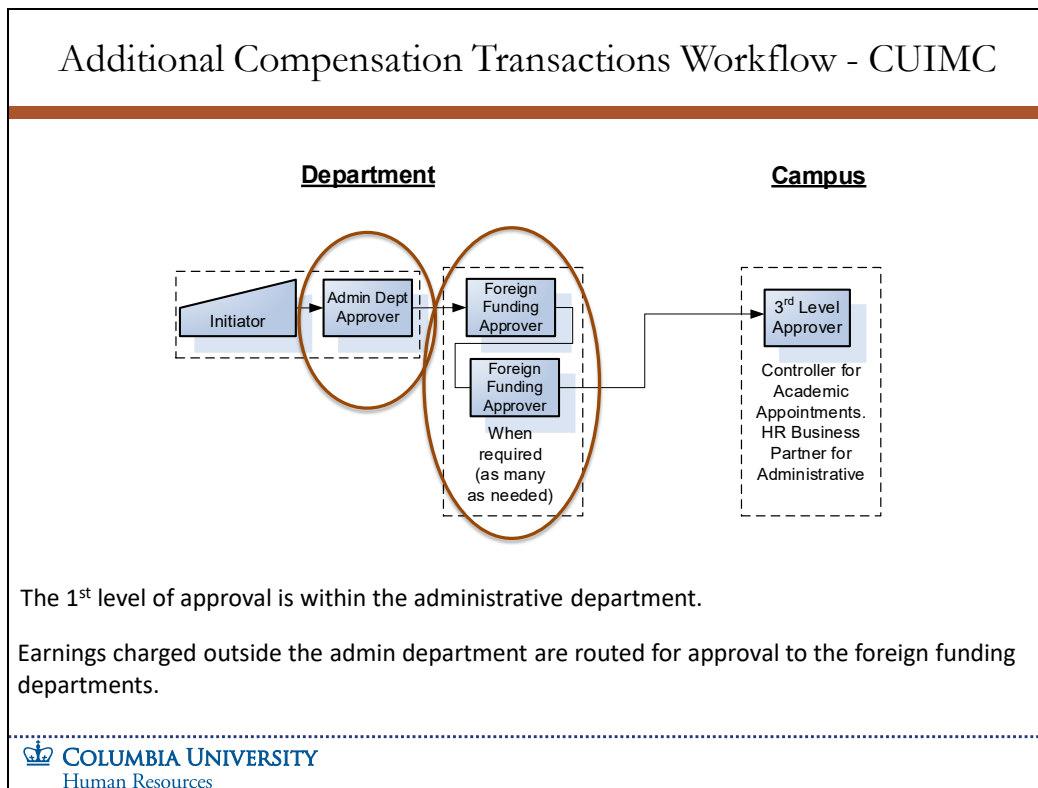 Additional Compensation Transactions Workflow - CUIMC
Department
Campus
Initiator
Admin Dept
Approver
Foreign
Funding
Approver
Foreign
Funding
Approver
When
required
(as many
as needed)
3rd Level
Approver
Controller for
Academic
Appointments.
HR Business
Partner for
Administrative
The 1st level of approval is within the administrative department.
Earnings charged outside the admin department are routed for approval to the foreign funding
departments.
COLUMBIA UNIVERSITY
Human Resources